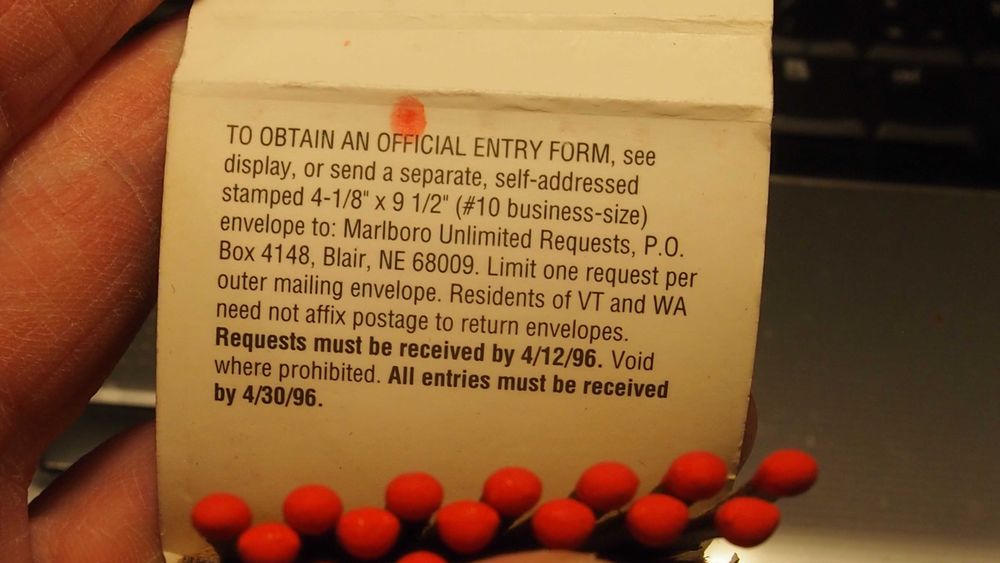 TO OBTAIN AN OFFICIAL ENTRY FORM, see
display, or send a separate, self-addressed
stamped 4-1/8" x 9 1/2" (#10 business-size)
envelope to: Marlboro Unlimited Requests, P.O.
Box 4148, Blair, NE 68009. Limit one request per
outer mailing envelope. Residents of VT and WA
need not affix postage to return envelopes.
Requests must be received by 4/12/96. Void
where prohibited. All entries must be received
by 4/30/96.